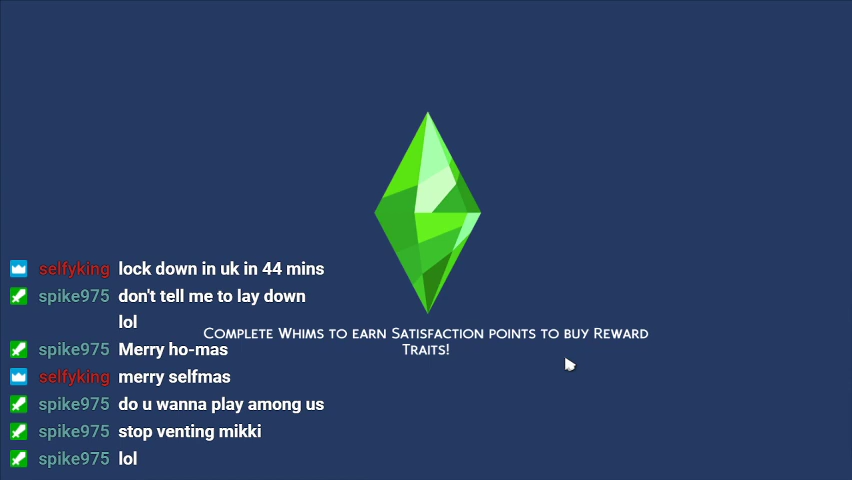 selfyking lock down in uk in 44 mins
spike975 don't tell me to lay down
lol
Complete Whims to earn Satisfaction points to buy Reward
Traits!
spike975 Merry ho-mas
selfyking merry selfmas
spike975 do u wanna play among us
spike975 stop venting mikki
spike975 lol